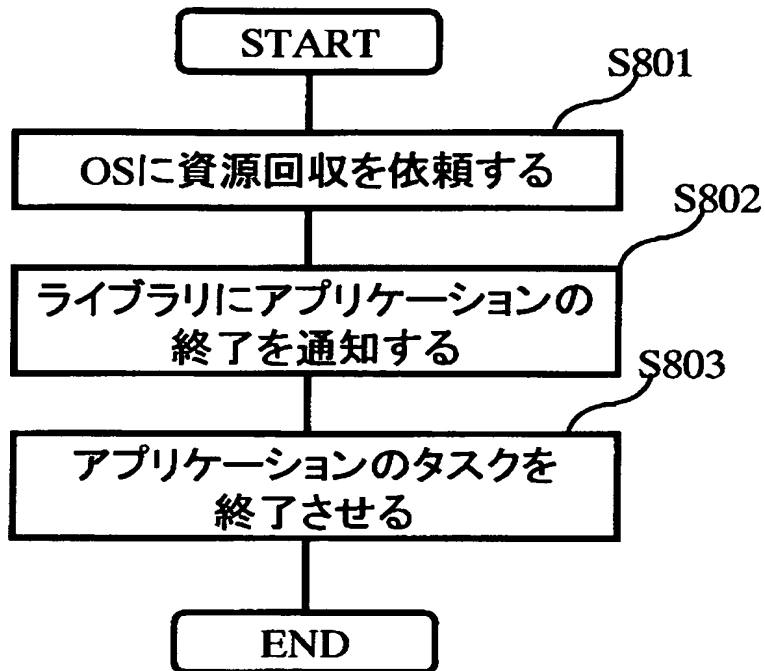 START
S801
OSに資源回収を依頼する
S802
ライブラリにアプリケーションの
終了を通知する
S803
アプリケーションのタスクを
終了させる
END